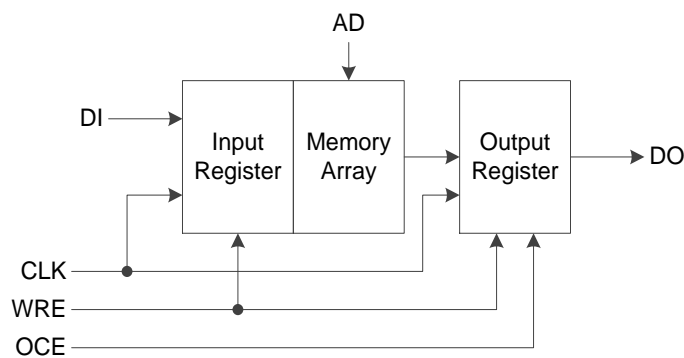 AD
DI
Input
Register
Memory
Array
Output
Register
DO
CLK
WRE
OCE